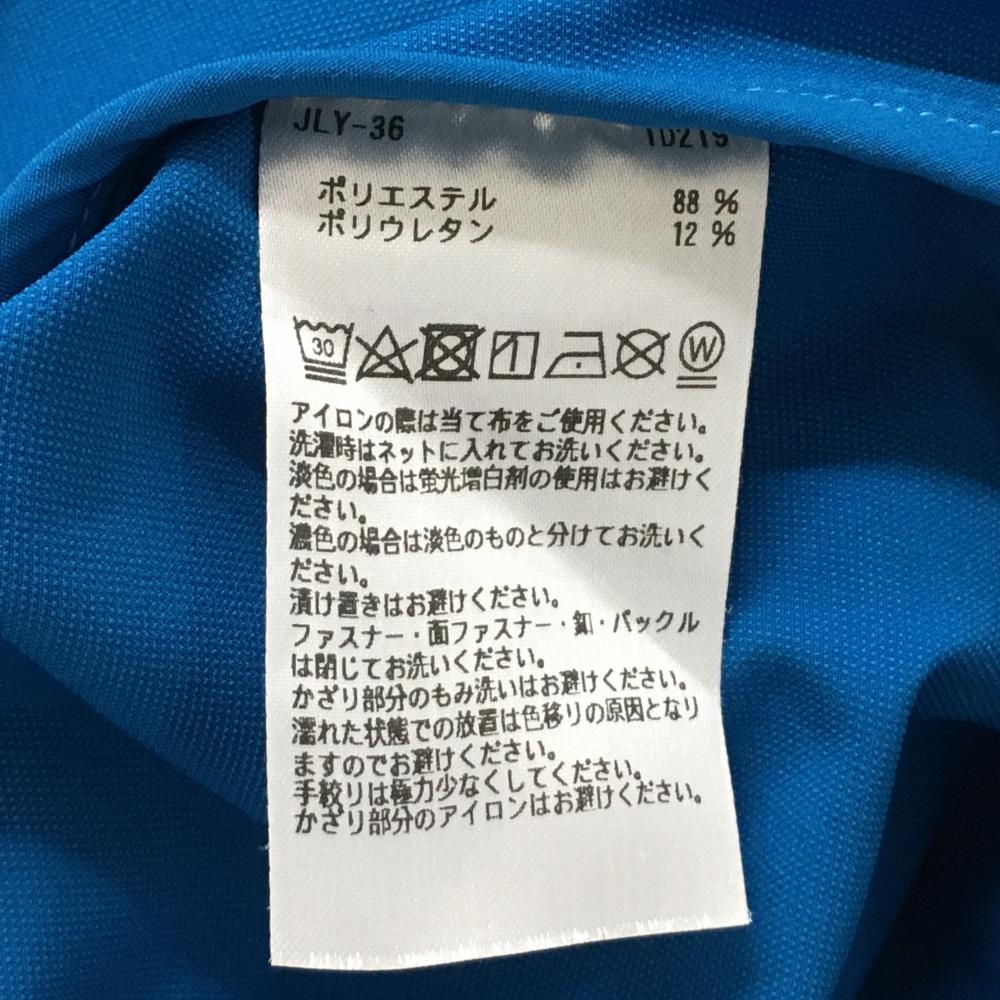 JLY-36 1D219
ポリエステル 88 %
ポリウレタン 12 %
30 W
アイロンの際は当て布をご使用ください。
洗濯時はネットに入れてお洗いください。
淡色の場合は蛍光増白剤の使用はお避けく
ださい。
濃色の場合は淡色のものと分けてお洗いく
ださい。
漬け置きはお避けください。
ファスナー・面ファスナー・釦・バックル
は閉じてお洗いください。
かざり部分のもみ洗いはお避けください。
濡れた状態での放置は色移りの原因となり
ますのでお避けください。
手絞りは極力少なくしてください。
かざり部分のアイロンはお避けください。